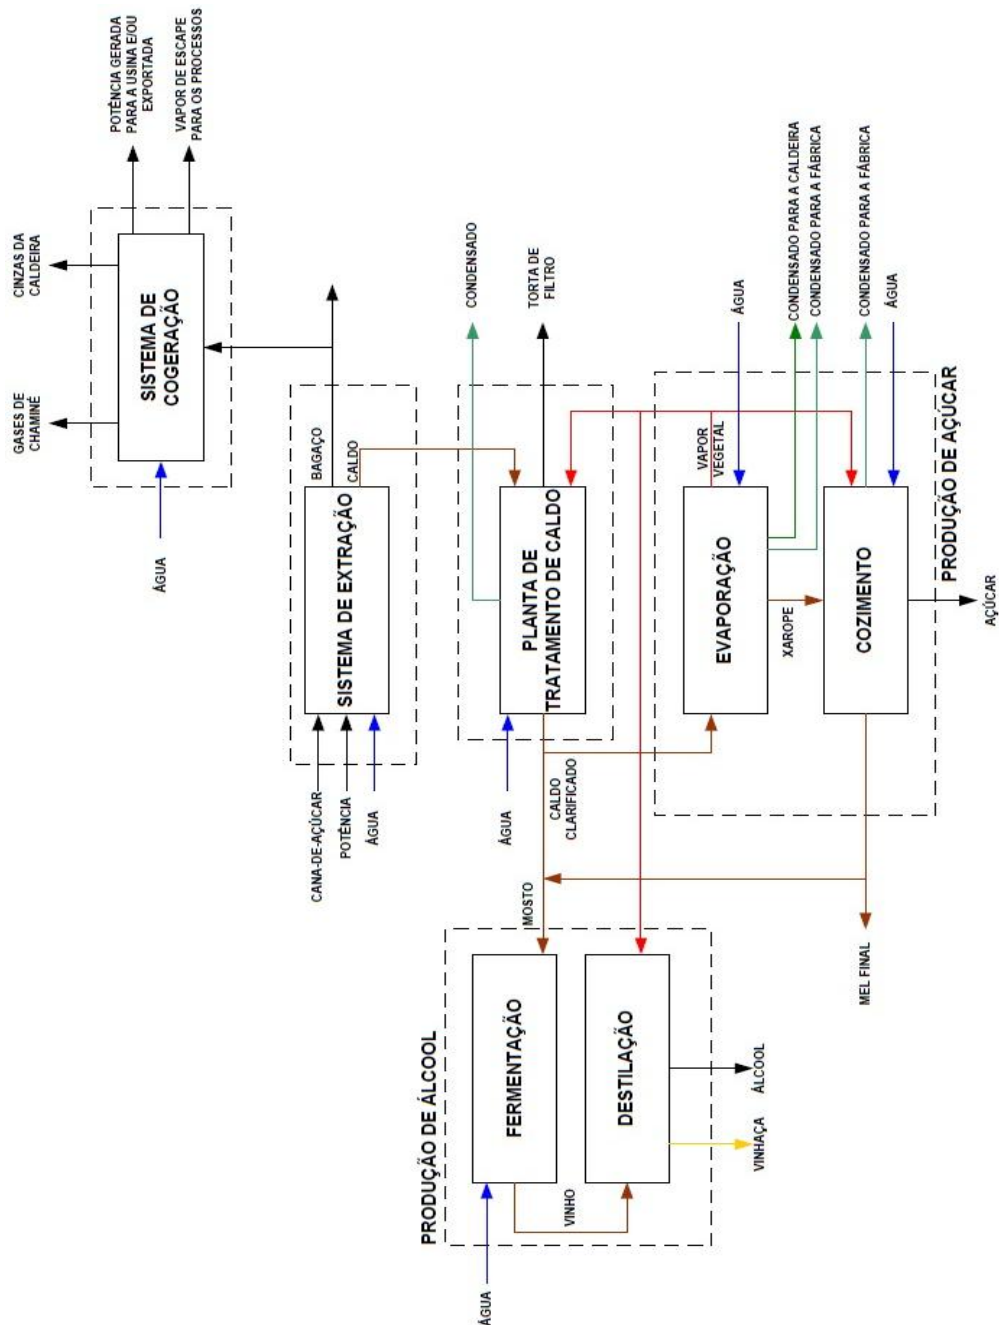 POTÊNCIA GERADA
PARA A USINA E/OU
EXPORTADA
VAPOR DE ESCAPE
PARA OS PROCESSOS
CINZAS DA
CALDEIRA
GASES DE
CHAMINÉ
SISTEMA DE
COGERAÇÃO
ÁGUA
BAGAÇO
CALDO
SISTEMA DE EXTRAÇÃO
CANA-DE-AÇÚCAR
POTÊNCIA
ÁGUA
CONDENSADO
TORTA DE
FILTRO
PLANTA DE
TRATAMENTO DE CALDO
ÁGUA
CALDO
CLARIFICADO
MOSTO
VAPOR
VEGETAL
ÁGUA
CONDENSADO PARA A CALDEIRA
CONDENSADO PARA A FÁBRICA
CONDENSADO PARA A FÁBRICA
ÁGUA
EVAPORAÇÃO
XAROPE
COZIMENTO
PRODUÇÃO DE AÇÚCAR
AÇÚCAR
MEL FINAL
PRODUÇÃO DE ÁLCOOL
FERMENTAÇÃO
DESTILAÇÃO
VINHO
ÁGUA
VINHAÇA
ÁLCOOL